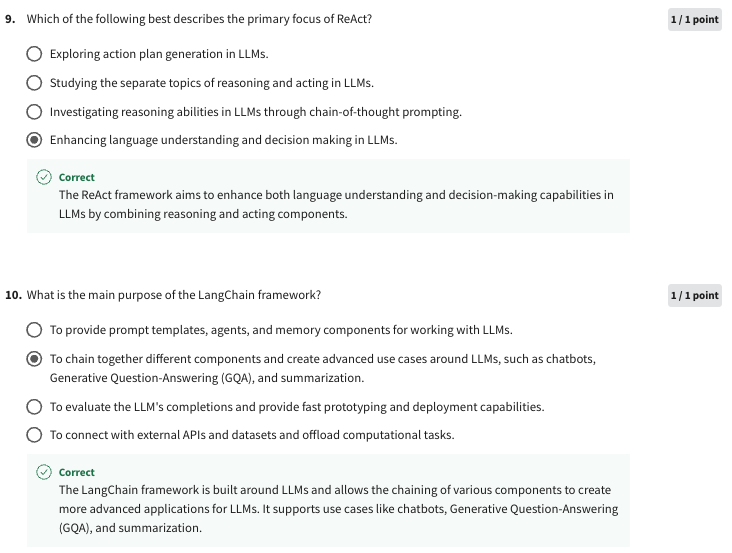 9. Which of the following best describes the primary focus of ReAct?
1 / 1 point
Exploring action plan generation in LLMs.
Studying the separate topics of reasoning and acting in LLMs.
Investigating reasoning abilities in LLMs through chain-of-thought prompting.
Enhancing language understanding and decision making in LLMs.
Correct
The ReAct framework aims to enhance both language understanding and decision-making capabilities in
LLMs by combining reasoning and acting components.
10. What is the main purpose of the LangChain framework?
1 / 1 point
To provide prompt templates, agents, and memory components for working with LLMs.
To chain together different components and create advanced use cases around LLMs, such as chatbots,
Generative Question-Answering (GQA), and summarization.
To evaluate the LLM's completions and provide fast prototyping and deployment capabilities.
To connect with external APIs and datasets and offload computational tasks.
Correct
The LangChain framework is built around LLMs and allows the chaining of various components to create
more advanced applications for LLMs. It supports use cases like chatbots, Generative Question-Answering
(GQA), and summarization.